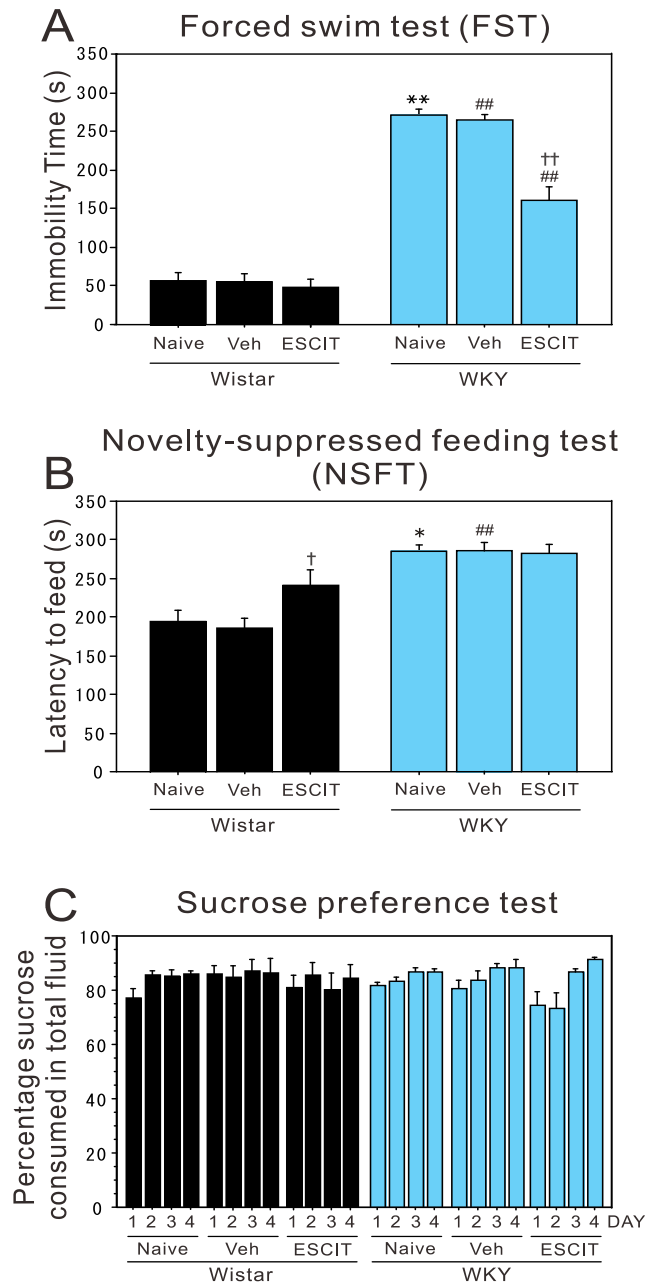 A
Forced swim test (FST)
Immobility Time (s)
350
300
250
200
150
100
50
0
** ## †† ##
Naive Veh ESCIT Naive Veh ESCIT
Wistar WKY
B
Novelty-suppressed feeding test
(NSFT)
Latency to feed (s)
350
300
250
200
150
100
50
0
† * ##
Naive Veh ESCIT Naive Veh ESCIT
Wistar WKY
C
Sucrose preference test
Percentage sucrose
consumed in total fluid
100
80
60
40
20
0
1 2 3 4 1 2 3 4 1 2 3 4 1 2 3 4 1 2 3 4 1 2 3 4 DAY
Naive Veh ESCIT Naive Veh ESCIT
Wistar WKY